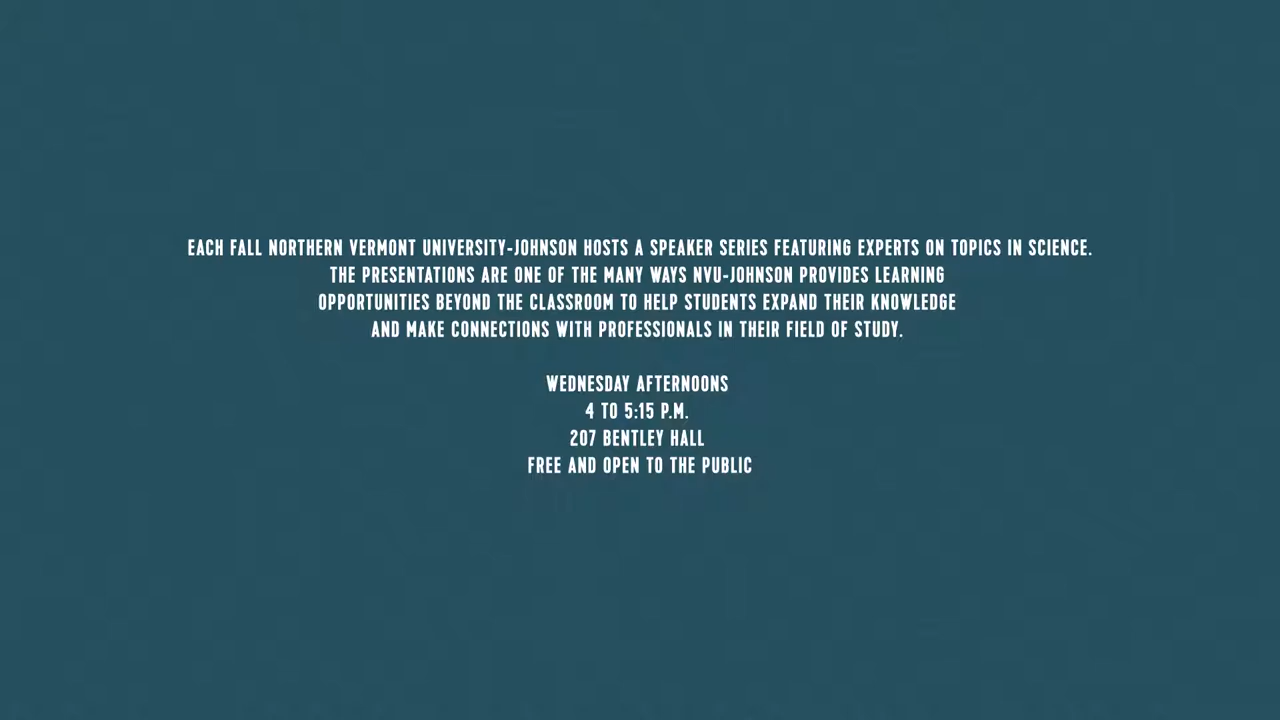 EACH FALL NORTHERN VERMONT UNIVERSITY-JOHNSON HOSTS A SPEAKER SERIES FEATURING EXPERTS ON TOPICS IN SCIENCE.
THE PRESENTATIONS ARE ONE OF THE MANY WAYS NVU-JOHNSON PROVIDES LEARNING
OPPORTUNITIES BEYOND THE CLASSROOM TO HELP STUDENTS EXPAND THEIR KNOWLEDGE
AND MAKE CONNECTIONS WITH PROFESSIONALS IN THEIR FIELD OF STUDY.
WEDNESDAY AFTERNOONS
4 TO 5:15 P.M.
207 BENTLEY HALL
FREE AND OPEN TO THE PUBLIC